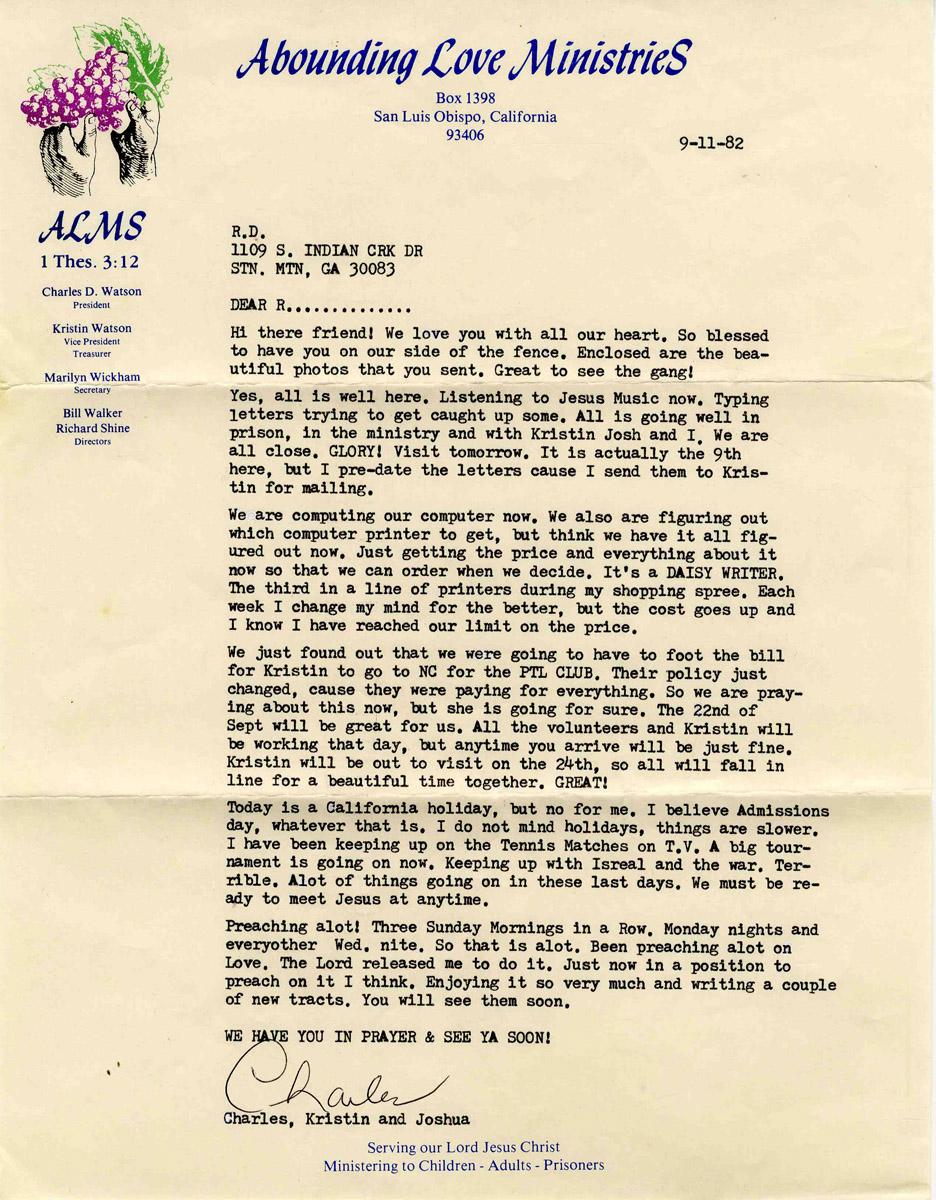 Abounding Love MinistrieS
Box 1398
San Luis Obispo, California
93406
9-11-82
ALMS
1 Thes. 3:12
Charles D. Watson
President
Kristin Watson
Vice President
Treasurer
Marilyn Wickham
Secretary
Bill Walker
Richard Shine
Directors
R.D.
1109 S. INDIAN CRK DR
STN. MTN, GA 30083
DEAR R..............
Hi there friend! We love you with all our heart. So blessed
to have you on our side of the fence. Enclosed are the bea-
utiful photos that you sent. Great to see the gang!
Yes, all is well here. Listening to Jesus Music now. Typing
letters trying to get caught up some. All is going well in
prison, in the ministry and with Kristin Josh and I. We are
all close. GLORY! Visit tomorrow. It is actually the 9th
here, but I pre-date the letters cause I send them to Kris-
tin for mailing.
We are computing our computer now. We also are figuring out
which computer printer to get, but think we have it all fig-
ured out now. Just getting the price and everything about it
now so that we can order when we decide. It's a DAISY WRITER.
The third in a line of printers during my shopping spree. Each
week I change my mind for the better, but the cost goes up and
I know I have reached our limit on the price.
We just found out that we were going to have to foot the bill
for Kristin to go to NC for the PTL CLUB. Their policy just
changed, cause they were paying for everything. So we are pray-
ing about this now, but she is going for sure. The 22nd of
Sept will be great for us. All the volunteers and Kristin will
be working that day, but anytime you arrive will be just fine.
Kristin will be out to visit on the 24th, so all will fall in
line for a beautiful time together. GREAT!
Today is a California holiday, but no for me. I believe Admissions
day, whatever that is. I do not mind holidays, things are slower.
I have been keeping up on the Tennis Matches on T.V. A big tour-
nament is going on now. Keeping up with Isreal and the war. Ter-
rible. Alot of things going on in these last days. We must be re-
ady to meet Jesus at anytime.
Preaching alot! Three Sunday Mornings in a Row. Monday nights and
everyother Wed. nite. So that is alot. Been preaching alot on
Love. The Lord released me to do it. Just now in a position to
preach on it I think. Enjoying it so very much and writing a couple
of new tracts. You will see them soon.
WE HAVE YOU IN PRAYER & SEE YA SOON!
Charles
Charles, Kristin and Joshua
Serving our Lord Jesus Christ
Ministering to Children - Adults - Prisoners